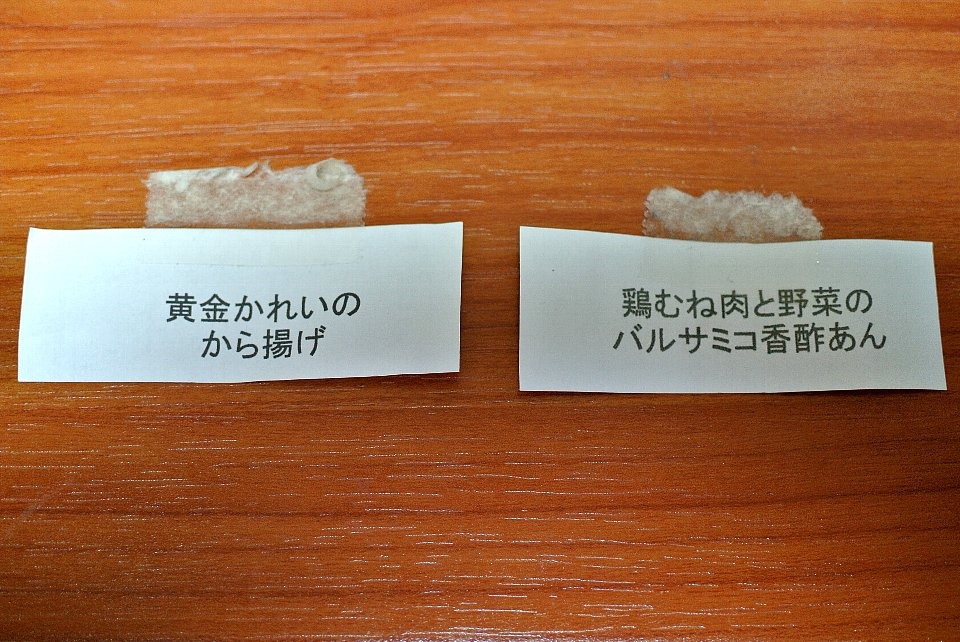 黄金かれいの
から揚げ
鶏むね肉と野菜の
バルサミコ香酢あん